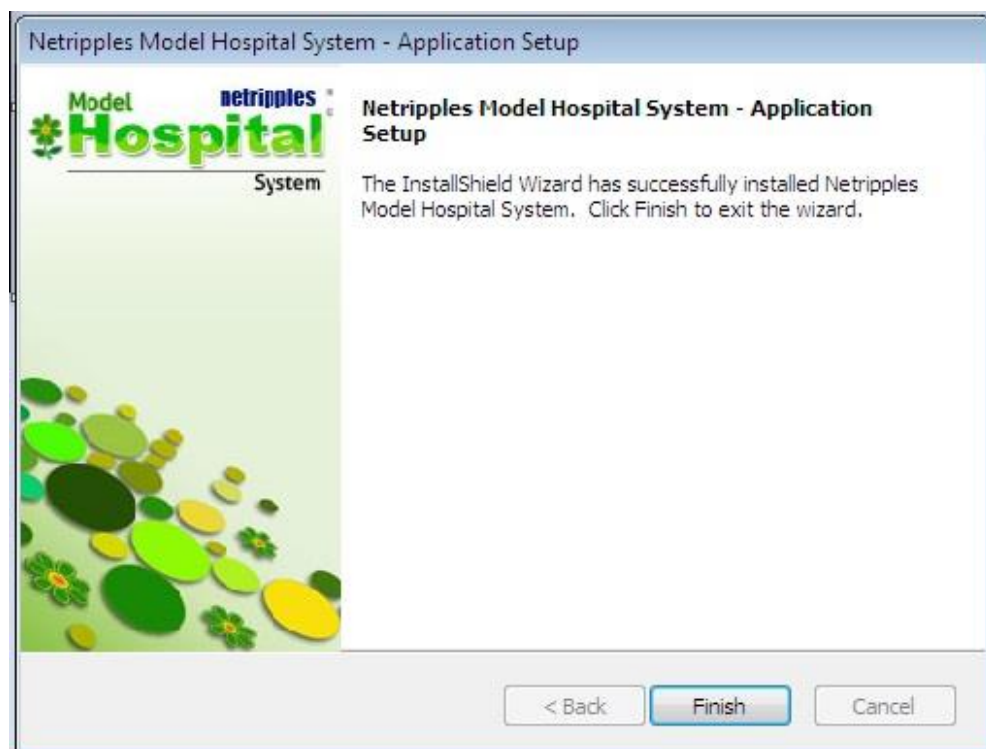 Netripples Model Hospital System - Application Setup
Model netripples
Hospital
System
Netripples Model Hospital System - Application
Setup
The InstallShield Wizard has successfully installed Netripples
Model Hospital System. Click Finish to exit the wizard.
< Back Finish Cancel